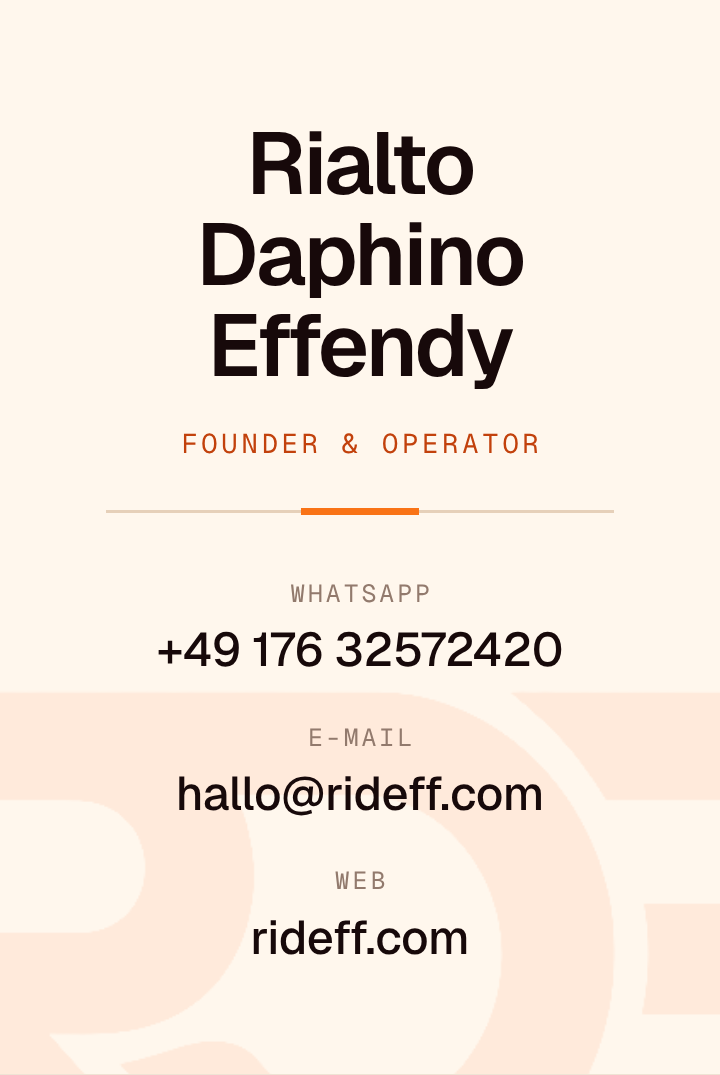 Rialto
Daphino
Effendy
FOUNDER & OPERATOR
WHATSAPP
+49 176 32572420
E-MAIL
hallo@rideff.com
WEB
rideff.com